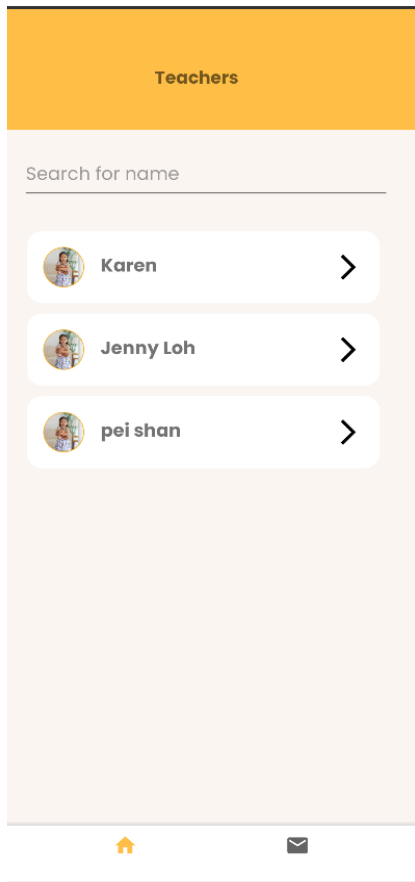 Teachers
Search for name
Karen
Jenny Loh
pei shan